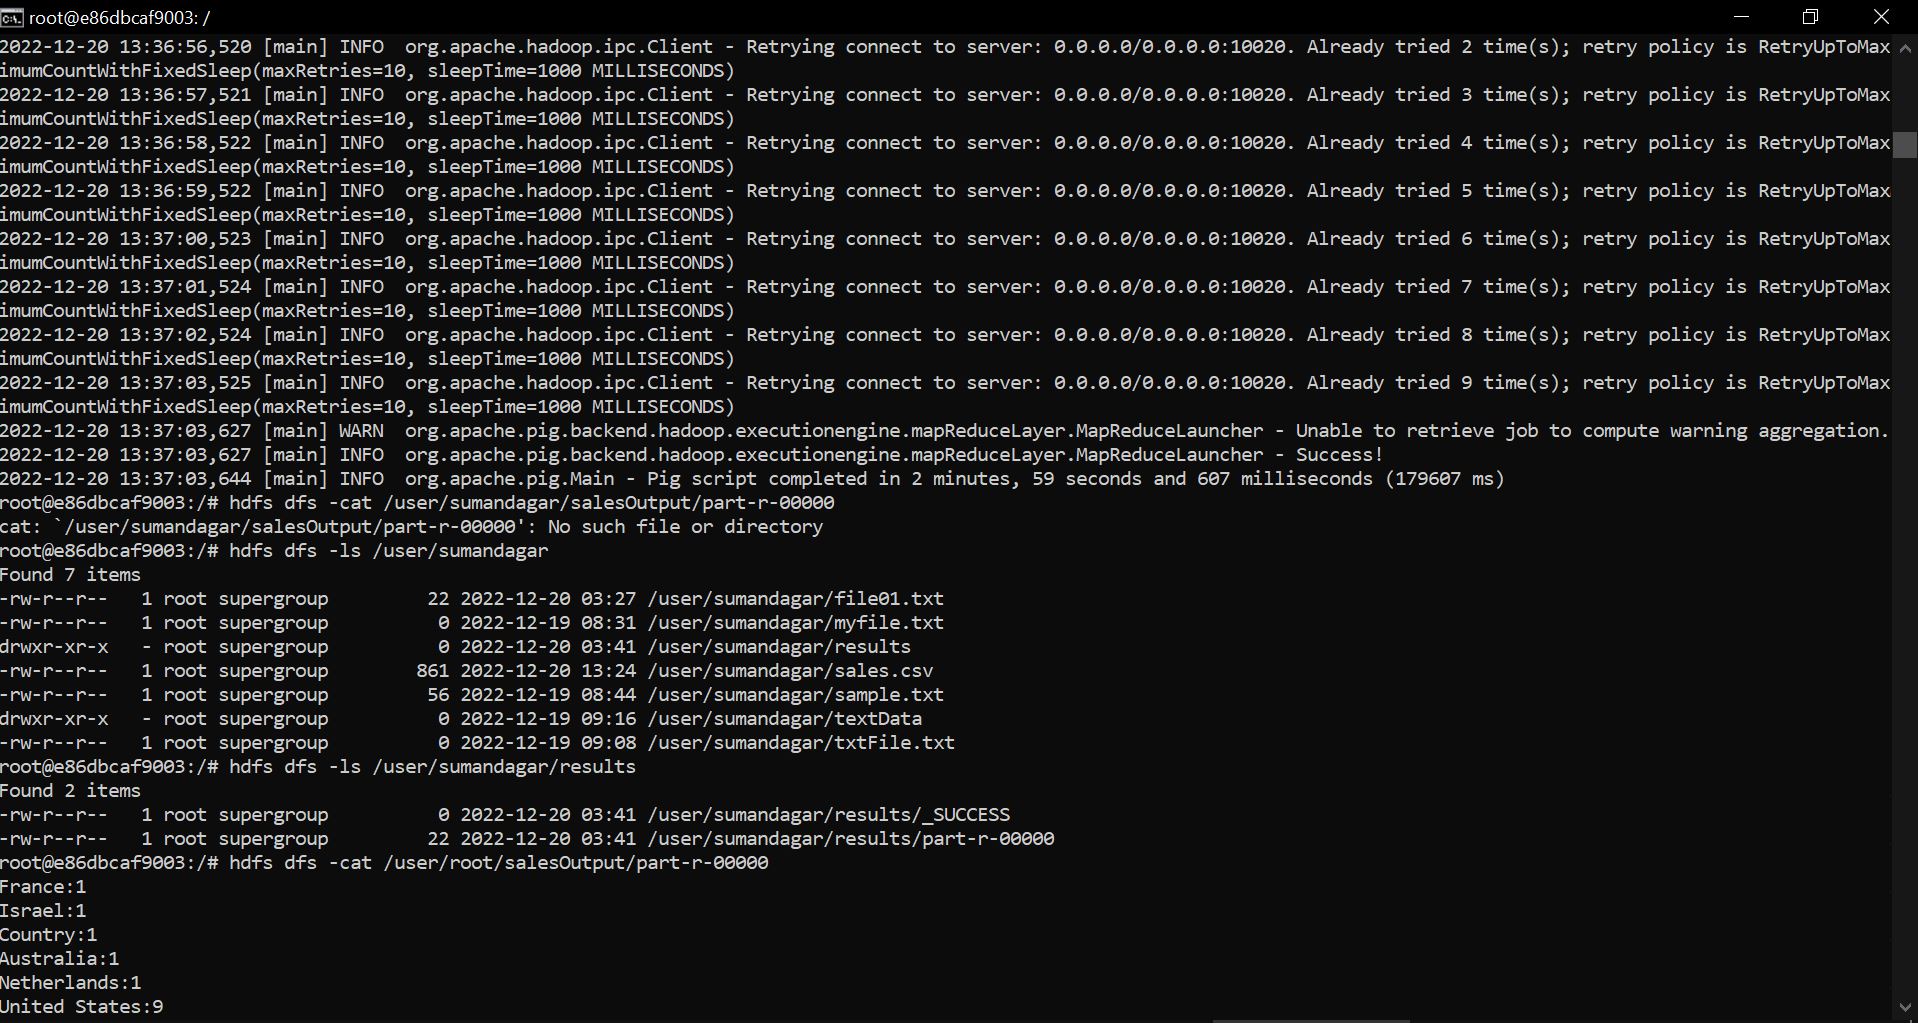 root@e86dbcaf9003: /
2022-12-20 13:36:56,520 [main] INFO  org.apache.hadoop.ipc.Client - Retrying connect to server: 0.0.0.0/0.0.0.0:10020. Already tried 2 time(s); retry policy is RetryUpToMax
imumCountWithFixedSleep(maxRetries=10, sleepTime=1000 MILLISECONDS)
2022-12-20 13:36:57,521 [main] INFO  org.apache.hadoop.ipc.Client - Retrying connect to server: 0.0.0.0/0.0.0.0:10020. Already tried 3 time(s); retry policy is RetryUpToMax
imumCountWithFixedSleep(maxRetries=10, sleepTime=1000 MILLISECONDS)
2022-12-20 13:36:58,522 [main] INFO  org.apache.hadoop.ipc.Client - Retrying connect to server: 0.0.0.0/0.0.0.0:10020. Already tried 4 time(s); retry policy is RetryUpToMax
imumCountWithFixedSleep(maxRetries=10, sleepTime=1000 MILLISECONDS)
2022-12-20 13:36:59,522 [main] INFO  org.apache.hadoop.ipc.Client - Retrying connect to server: 0.0.0.0/0.0.0.0:10020. Already tried 5 time(s); retry policy is RetryUpToMax
imumCountWithFixedSleep(maxRetries=10, sleepTime=1000 MILLISECONDS)
2022-12-20 13:37:00,523 [main] INFO  org.apache.hadoop.ipc.Client - Retrying connect to server: 0.0.0.0/0.0.0.0:10020. Already tried 6 time(s); retry policy is RetryUpToMax
imumCountWithFixedSleep(maxRetries=10, sleepTime=1000 MILLISECONDS)
2022-12-20 13:37:01,524 [main] INFO  org.apache.hadoop.ipc.Client - Retrying connect to server: 0.0.0.0/0.0.0.0:10020. Already tried 7 time(s); retry policy is RetryUpToMax
imumCountWithFixedSleep(maxRetries=10, sleepTime=1000 MILLISECONDS)
2022-12-20 13:37:02,524 [main] INFO  org.apache.hadoop.ipc.Client - Retrying connect to server: 0.0.0.0/0.0.0.0:10020. Already tried 8 time(s); retry policy is RetryUpToMax
imumCountWithFixedSleep(maxRetries=10, sleepTime=1000 MILLISECONDS)
2022-12-20 13:37:03,525 [main] INFO  org.apache.hadoop.ipc.Client - Retrying connect to server: 0.0.0.0/0.0.0.0:10020. Already tried 9 time(s); retry policy is RetryUpToMax
imumCountWithFixedSleep(maxRetries=10, sleepTime=1000 MILLISECONDS)
2022-12-20 13:37:03,627 [main] WARN  org.apache.pig.backend.hadoop.executionengine.mapReduceLayer.MapReduceLauncher - Unable to retrieve job to compute warning aggregation.
2022-12-20 13:37:03,627 [main] INFO  org.apache.pig.backend.hadoop.executionengine.mapReduceLayer.MapReduceLauncher - Success!
2022-12-20 13:37:03,644 [main] INFO  org.apache.pig.Main - Pig script completed in 2 minutes, 59 seconds and 607 milliseconds (179607 ms)
root@e86dbcaf9003:/# hdfs dfs -cat /user/sumandagar/salesOutput/part-r-00000
cat: `/user/sumandagar/salesOutput/part-r-00000': No such file or directory
root@e86dbcaf9003:/# hdfs dfs -ls /user/sumandagar
Found 7 items
-rw-r--r--   1 root supergroup         22 2022-12-20 03:27 /user/sumandagar/file01.txt
-rw-r--r--   1 root supergroup          0 2022-12-19 08:31 /user/sumandagar/myfile.txt
drwxr-xr-x   - root supergroup          0 2022-12-20 03:41 /user/sumandagar/results
-rw-r--r--   1 root supergroup        861 2022-12-20 13:24 /user/sumandagar/sales.csv
-rw-r--r--   1 root supergroup         56 2022-12-19 08:44 /user/sumandagar/sample.txt
drwxr-xr-x   - root supergroup          0 2022-12-19 09:16 /user/sumandagar/textData
-rw-r--r--   1 root supergroup          0 2022-12-19 09:08 /user/sumandagar/txtFile.txt
root@e86dbcaf9003:/# hdfs dfs -ls /user/sumandagar/results
Found 2 items
-rw-r--r--   1 root supergroup          0 2022-12-20 03:41 /user/sumandagar/results/_SUCCESS
-rw-r--r--   1 root supergroup         22 2022-12-20 03:41 /user/sumandagar/results/part-r-00000
root@e86dbcaf9003:/# hdfs dfs -cat /user/root/salesOutput/part-r-00000
France:1
Israel:1
Country:1
Australia:1
Netherlands:1
United States:9